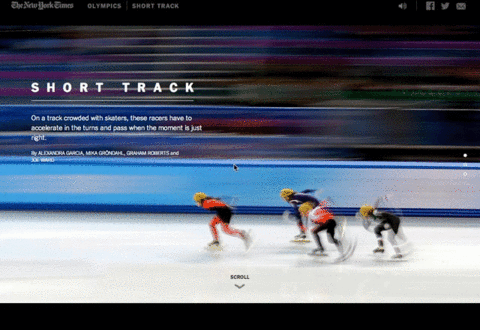 The New York Times
OLYMPICS
SHORT TRACK
SHORT TRACK
On a track crowded with skaters, these racers have to
accelerate in the turns and pass when the moment is just
right.
By ALEXANDRA GARCIA, MIKA GRÖNDAHL, GRAHAM ROBERTS and
JOE WARD
SCROLL